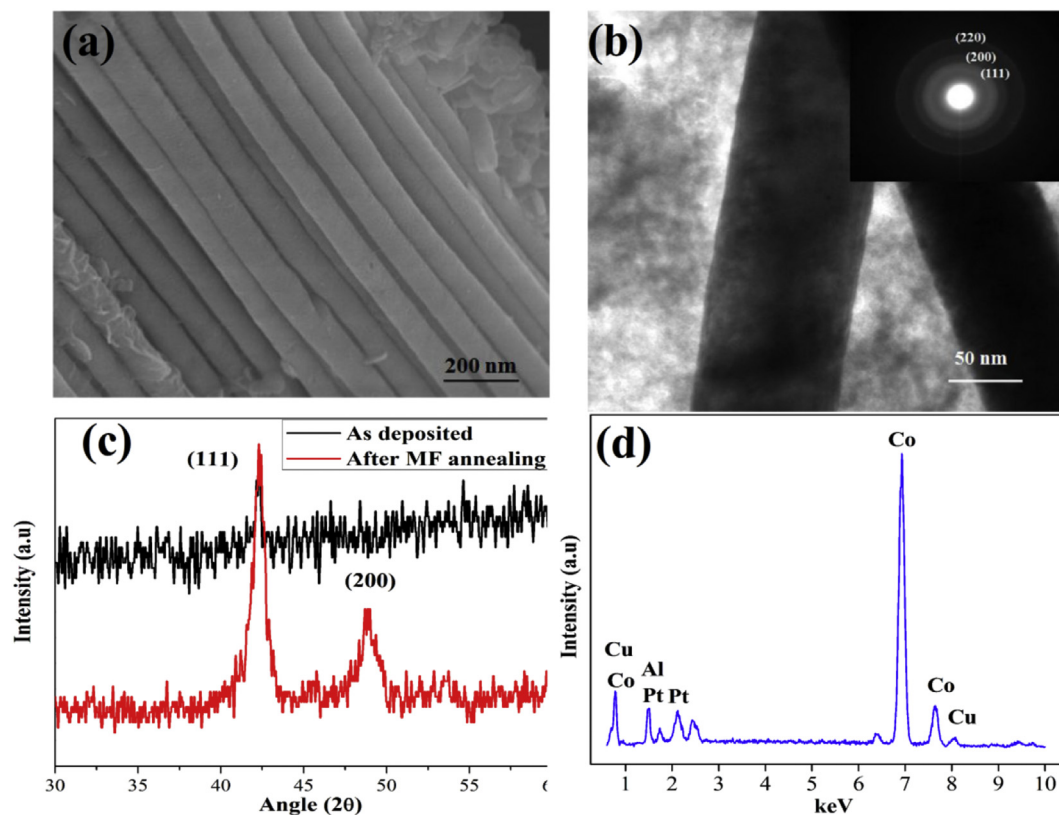 (a)
200 nm
(b)
(220)
(200)
(111)
50 nm
(c)
As deposited
After MF annealing
(111)
(200)
Intensity (a.u)
30 35 40 45 50 55 6
Angle (2θ)
(d)
Co
Cu
Co
Al
Pt
Pt
Co
Cu
Intensity (a.u)
1 2 3 4 5 6 7 8 9 10
keV